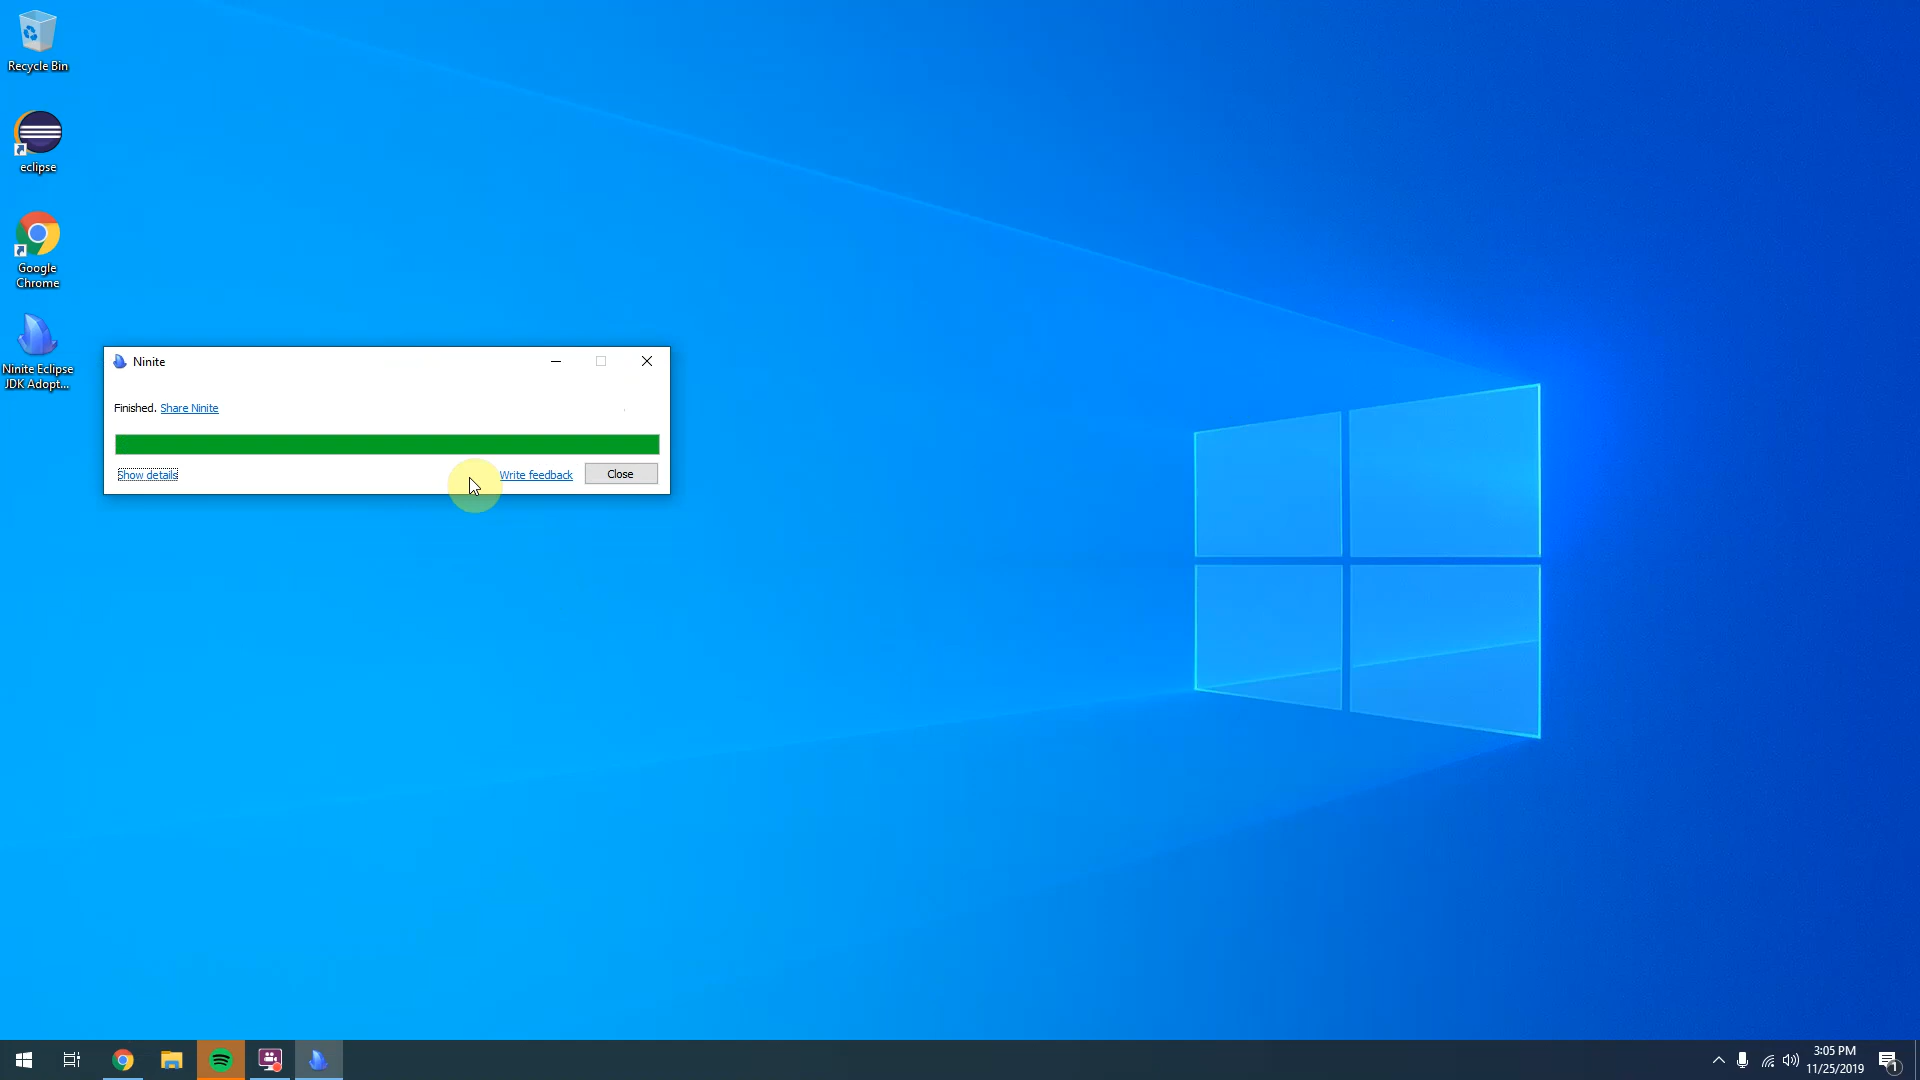 Recycle Bin
eclipse
Google
Chrome
Ninite Eclipse
JDK Adopt...
Ninite
Finished. Share Ninite
Show details
Write feedback
Close
3:05 PM
11/25/2019
1